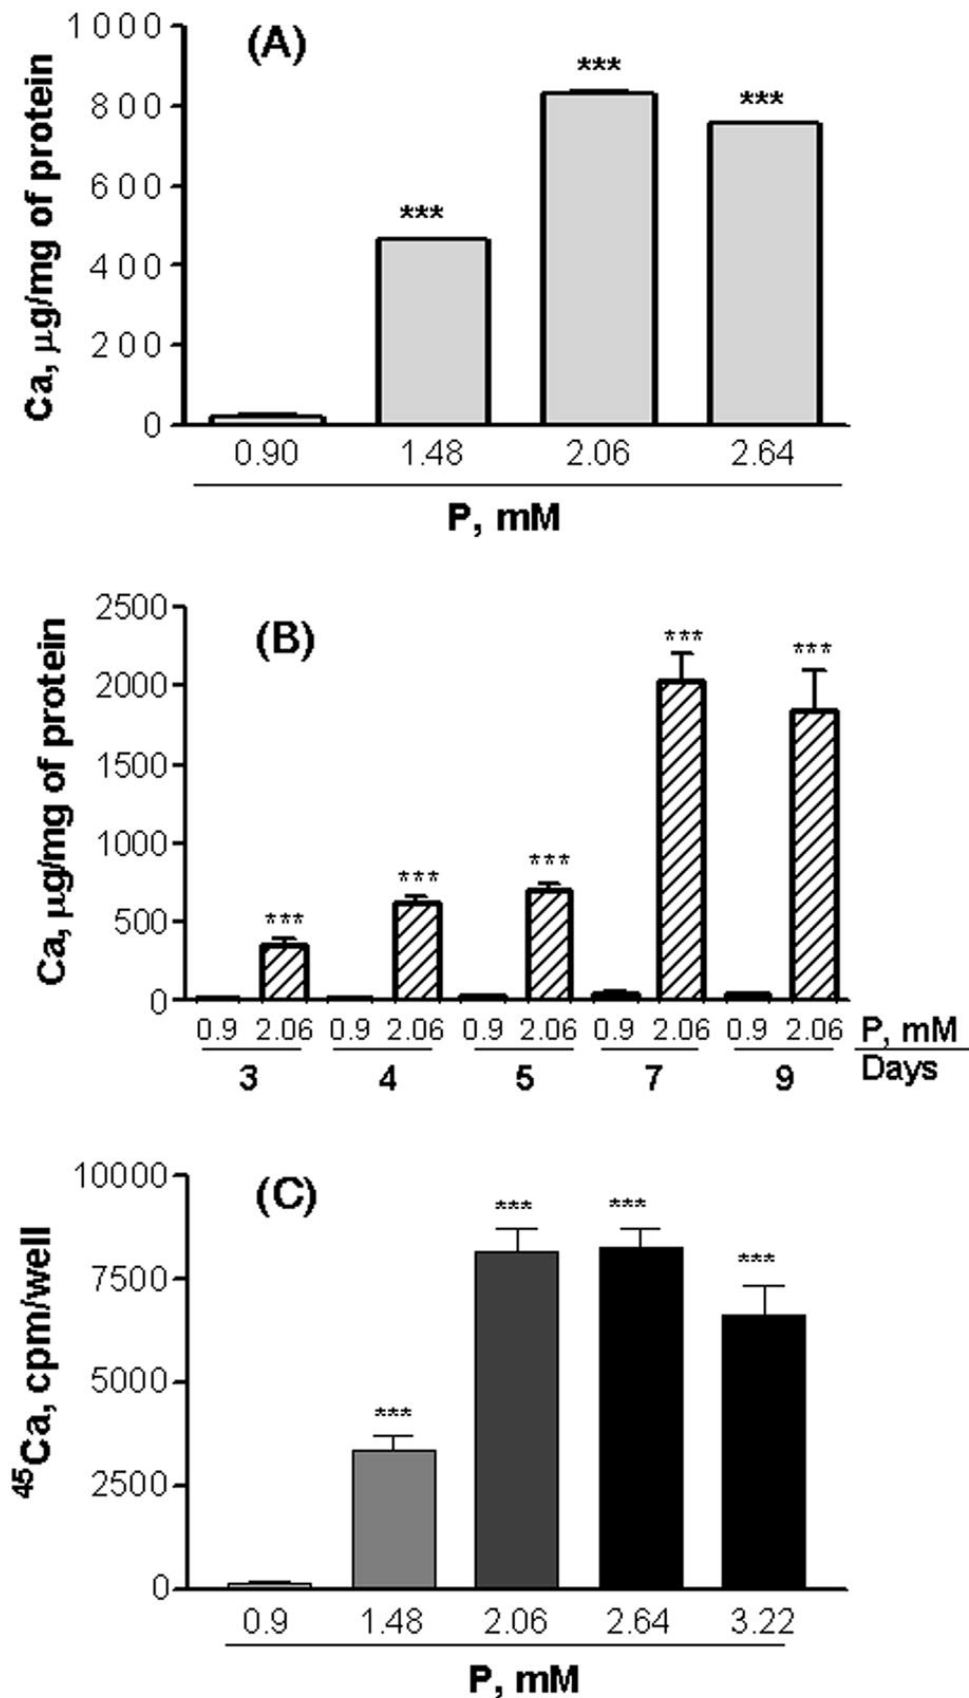 (A)
Ca, µg/mg of protein
1000
800
600
400
200
0
***
***
***
0.90 1.48 2.06 2.64
P, mM
(B)
Ca, µg/mg of protein
2500
2000
1500
1000
500
0
***
***
***
***
***
0.9 2.06 0.9 2.06 0.9 2.06 0.9 2.06 0.9 2.06 P, mM
3 4 5 7 9 Days
(C)
45Ca, cpm/well
10000
7500
5000
2500
0
***
***
***
***
0.9 1.48 2.06 2.64 3.22
P, mM